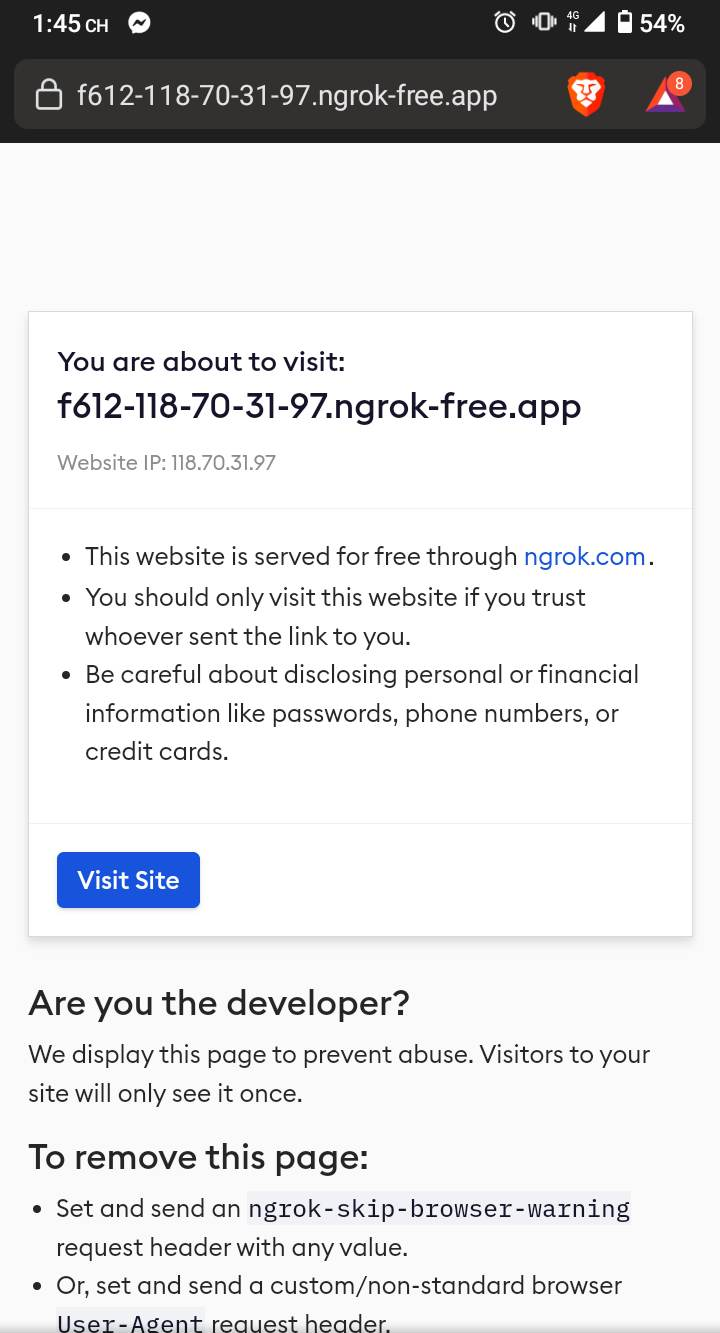 1:45 CH 4G 54%
f612-118-70-31-97.ngrok-free.app 8
You are about to visit:
f612-118-70-31-97.ngrok-free.app
Website IP: 118.70.31.97
• This website is served for free through ngrok.com.
• You should only visit this website if you trust
whoever sent the link to you.
• Be careful about disclosing personal or financial
information like passwords, phone numbers, or
credit cards.
Visit Site
Are you the developer?
We display this page to prevent abuse. Visitors to your
site will only see it once.
To remove this page:
• Set and send an ngrok-skip-browser-warning
request header with any value.
• Or, set and send a custom/non-standard browser
User-Agent request header.